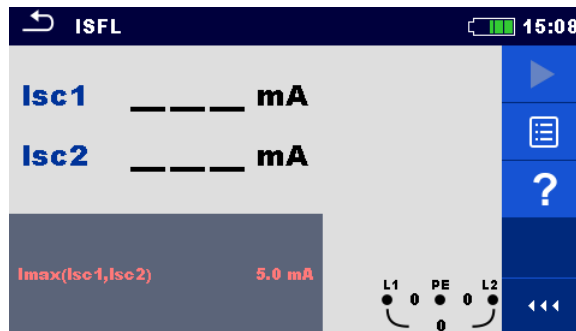 ISFL 15:08
Isc1 ___ mA
Isc2 ___ mA
?
Imax(Isc1,Isc2) 5.0 mA
L1 PE L2
0 0
0